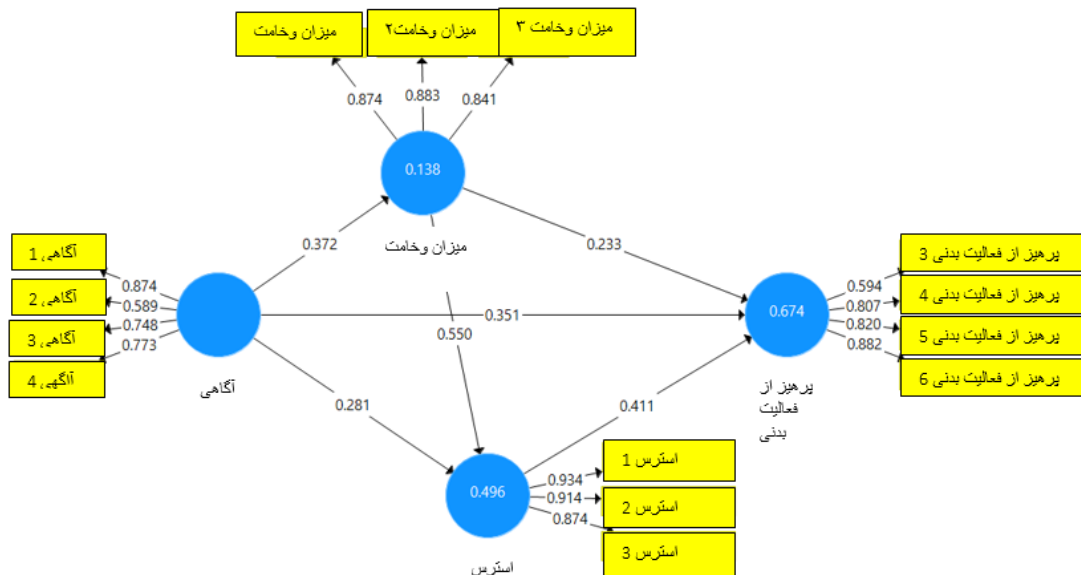 میزان وخامت
میزان وخامت۲
میزان وخامت ۳
0.874
0.883
0.841
0.138
میزان وخامت
0.372
0.233
آگاهی 1
آگاهی 2
آگاهی 3
آاگهی 4
0.874
0.589
0.748
0.773
آگاهی
0.351
0.550
0.281
0.411
0.674
0.594
0.807
0.820
0.882
پرهیز از فعالیت بدنی 3
پرهیز از فعالیت بدنی 4
پرهیز از فعالیت بدنی 5
پرهیز از فعالیت بدنی 6
پرهیز از
فعالیت
بدنی
0.496
0.934
0.914
0.874
استرس 1
استرس 2
استرس 3
استرس